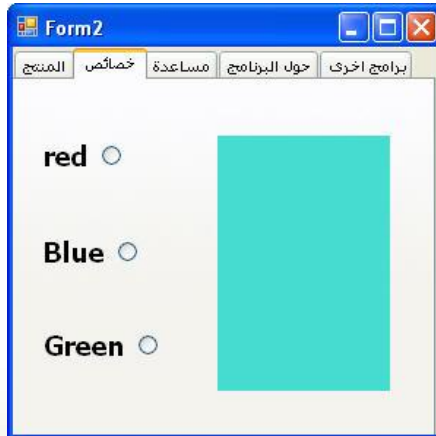 Form2
المنتج خصائص مساعدة حول البرنامج برامج اخرى
red
Blue
Green